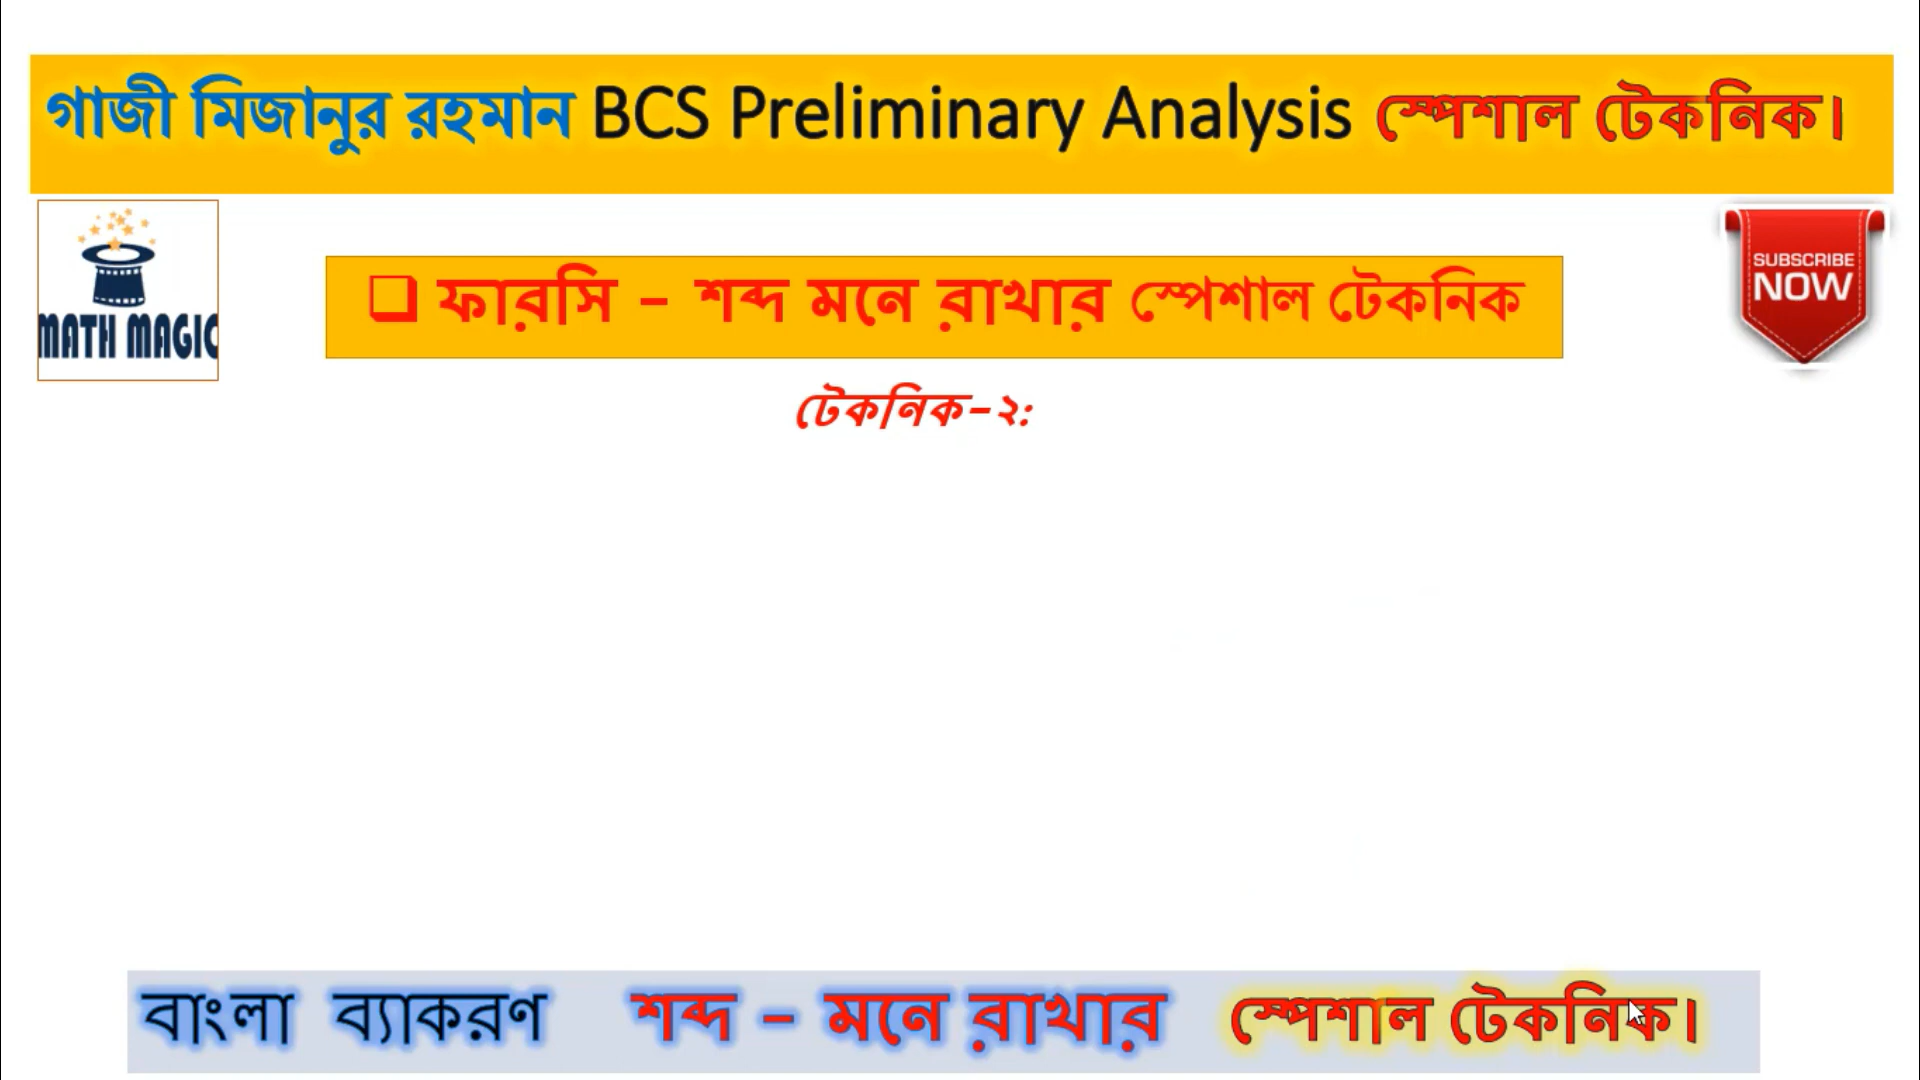 গাজী মিজানুর রহমান BCS Preliminary Analysis স্পেশাল টেকনিক।
MATH MAGIC
SUBSCRIBE
NOW
ফারসি – শব্দ মনে রাখার স্পেশাল টেকনিক
টেকনিক–২:
বাংলা ব্যাকরণ শব্দ – মনে রাখার স্পেশাল টেকনিক।